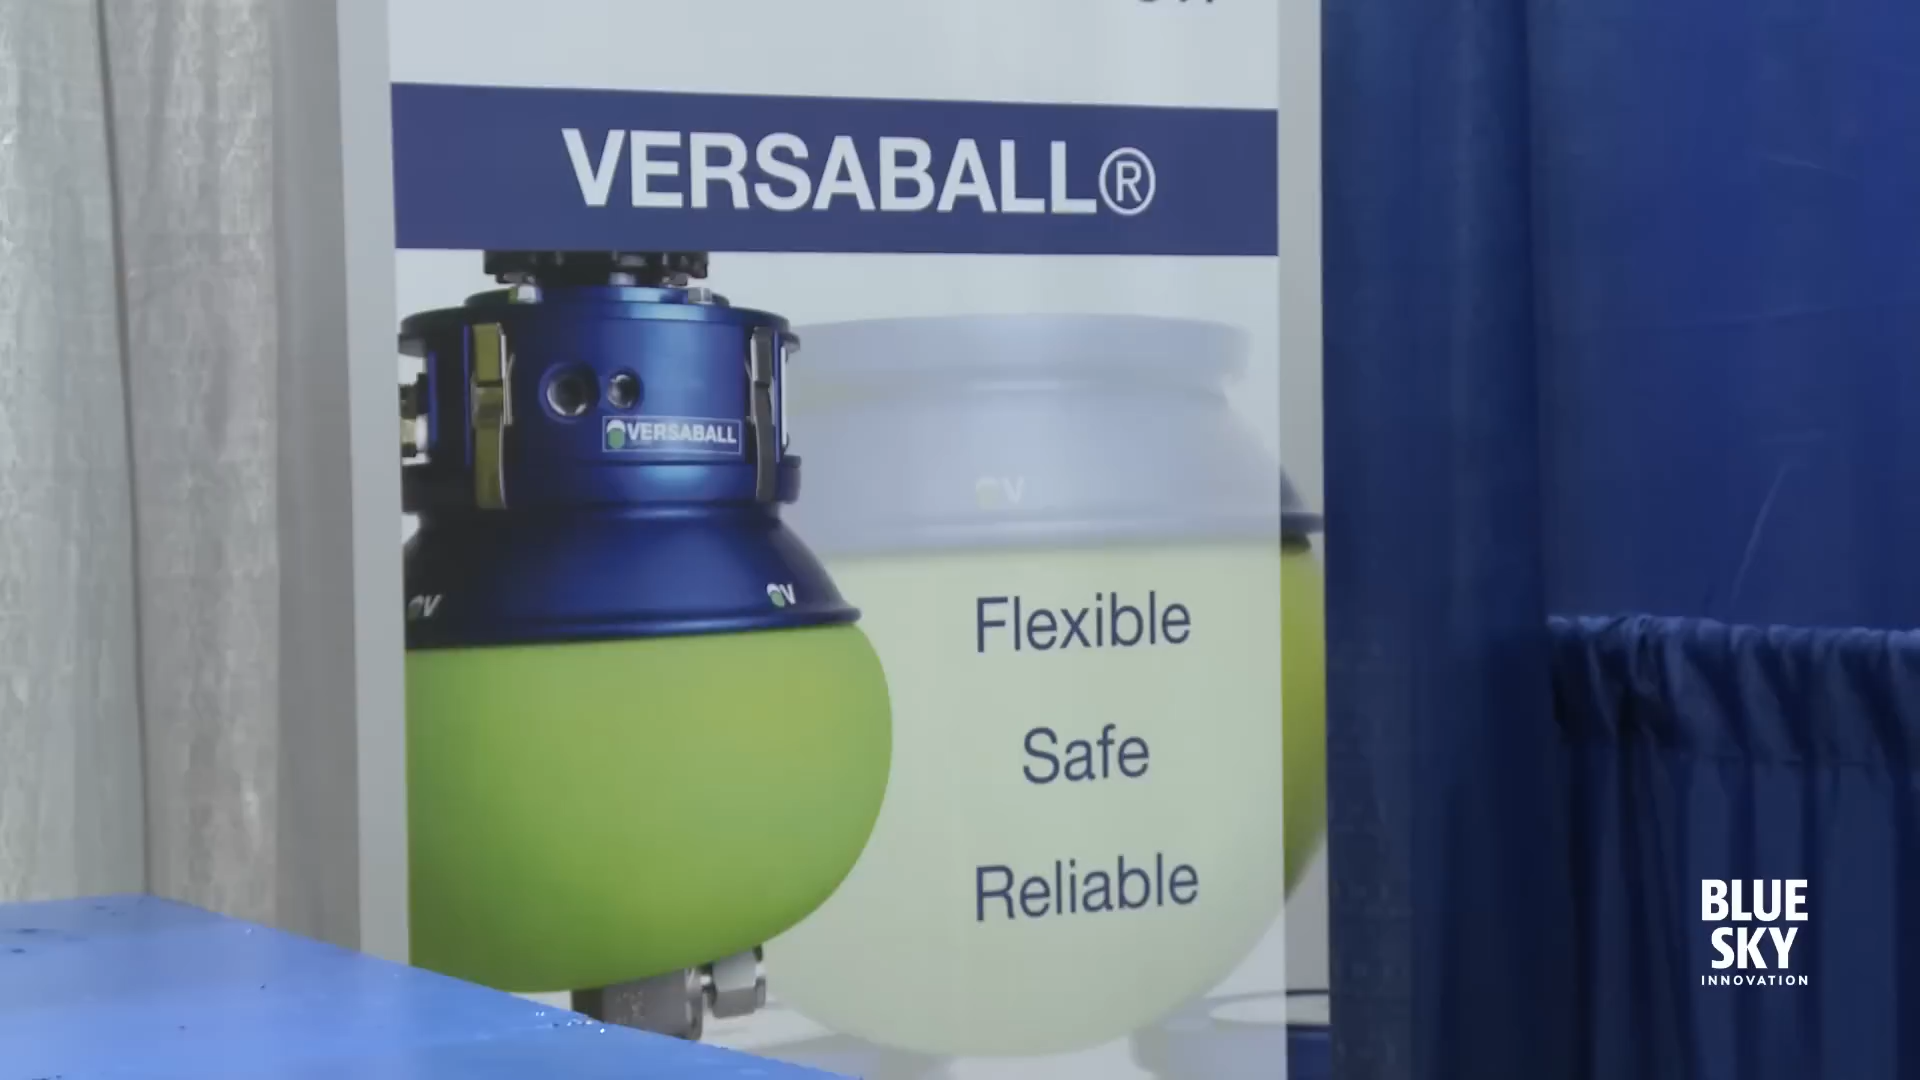 VERSABALL®
VERSABALL
V
V
V
Flexible
Safe
Reliable
BLUE
SKY
INNOVATION